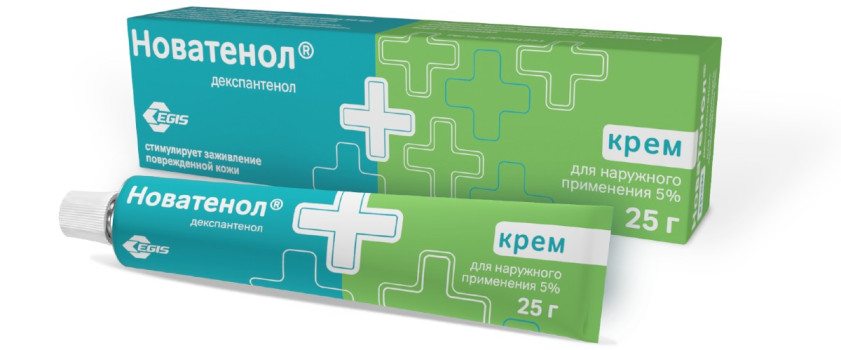 Новатенол®
декспантенол
EGIS
стимулирует заживление
поврежденной кожи
крем
для наружного
применения 5%
25 г
Новатенол®
декспантенол
EGIS
крем
для наружного
применения 5%
25 г